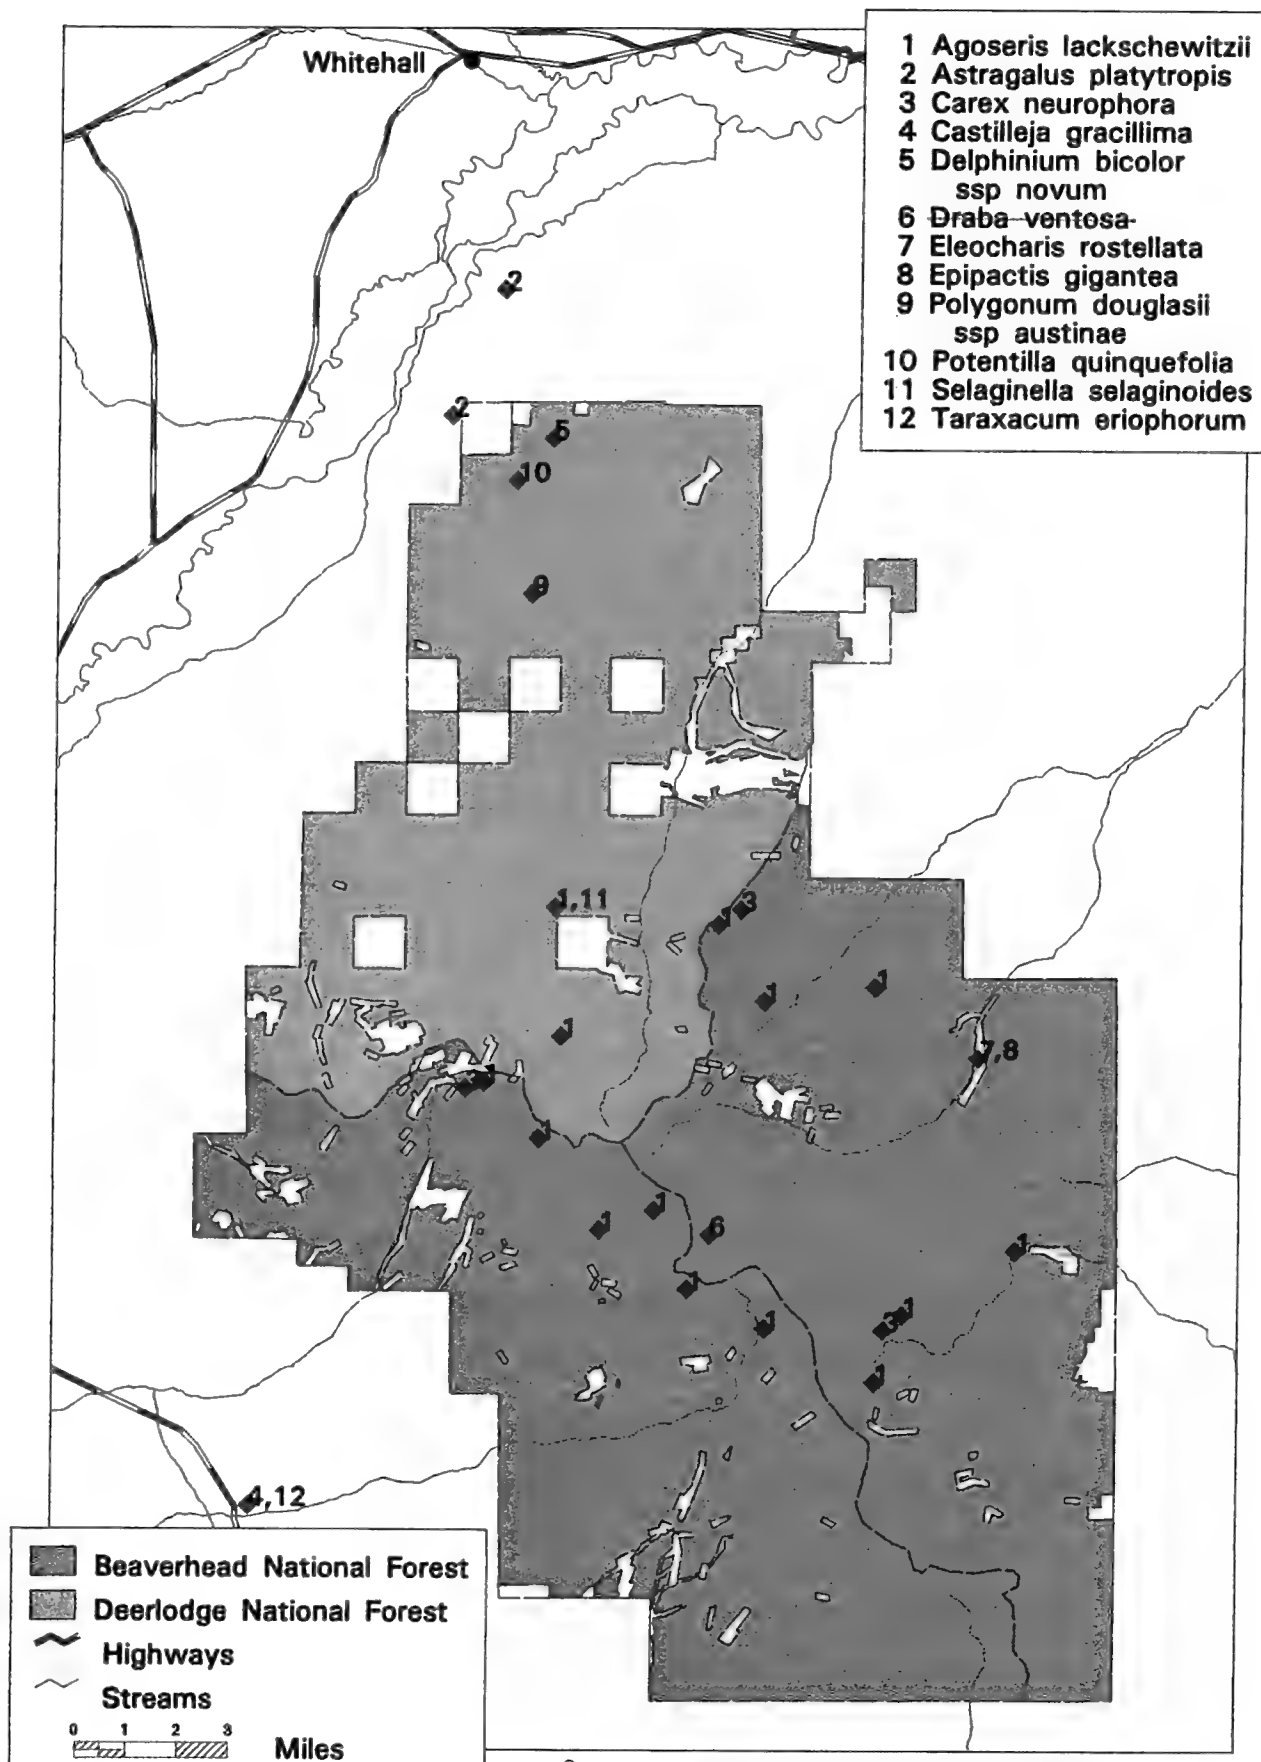 Whitehall
1 Agoseris lackschewitzii
2 Astragalus platytropis
3 Carex neurophora
4 Castilleja gracillima
5 Delphinium bicolor
ssp novum
6 Draba ventosa
7 Eleocharis rostellata
8 Epipactis gigantea
9 Polygonum douglasii
ssp austinae
10 Potentilla quinquefolia
11 Selaginella selaginoides
12 Taraxacum eriophorum
2
2
5
10
9
1,11
1
3
1
1
1
7,8
1
1
1
1
6
1
1
1
3
1
1
4,12
Beaverhead National Forest
Deerlodge National Forest
Highways
Streams
0 1 2 3
Miles